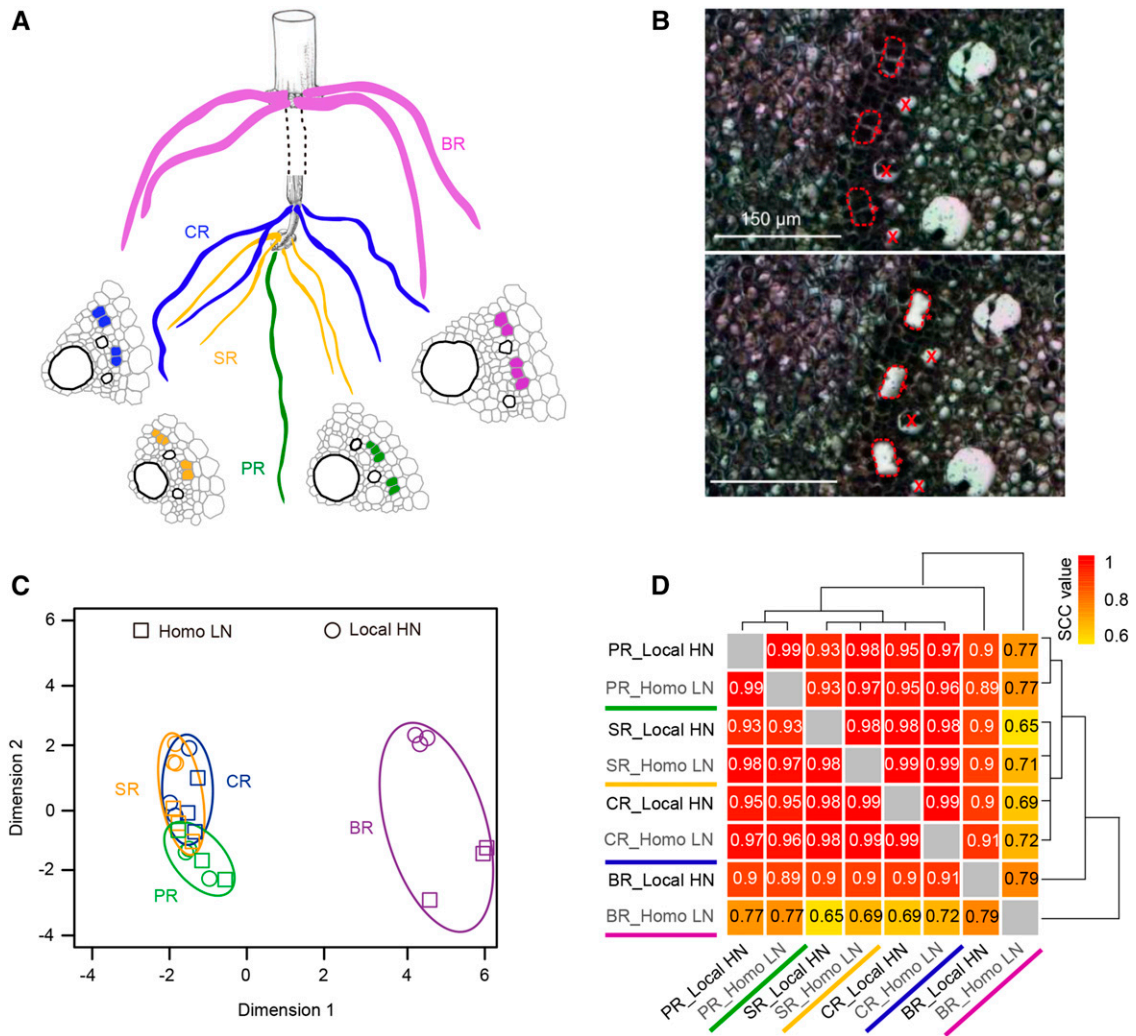 A
BR
CR
SR
PR
B
X
150 µm
X
X
X
X
X
C
6
4
2
0
-2
-4
Homo LN
Local HN
SR
CR
PR
BR
-4
-2
0
2
4
6
Dimension 1
Dimension 2
D
SCC value
1
0.8
0.6
PR_Local HN 0.99 0.93 0.98 0.95 0.97 0.9 0.77
PR_Homo LN 0.99 0.93 0.97 0.95 0.96 0.89 0.77
SR_Local HN 0.93 0.93 0.98 0.98 0.98 0.9 0.65
SR_Homo LN 0.98 0.97 0.98 0.99 0.99 0.9 0.71
CR_Local HN 0.95 0.95 0.98 0.99 0.99 0.9 0.69
CR_Homo LN 0.97 0.96 0.98 0.99 0.99 0.91 0.72
BR_Local HN 0.9 0.89 0.9 0.9 0.9 0.91 0.79
BR_Homo LN 0.77 0.77 0.65 0.69 0.69 0.72 0.79
PR_Local HN
PR_Homo LN
SR_Local HN
SR_Homo LN
CR_Local HN
CR_Homo LN
BR_Local HN
BR_Homo LN